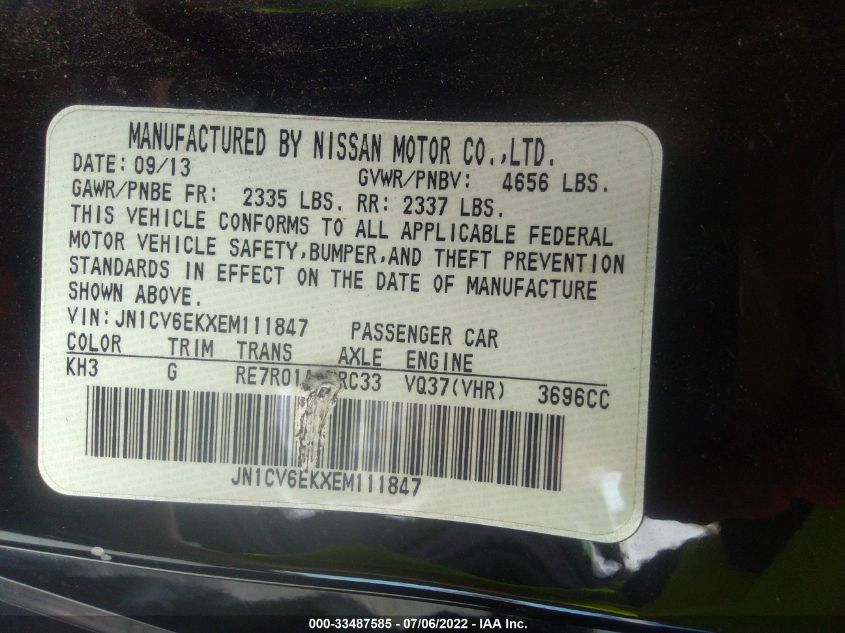 MANUFACTURED BY NISSAN MOTOR CO.,LTD.
DATE: 09/13 GVWR/PNBV: 4656 LBS.
GAWR/PNBE FR: 2335 LBS. RR: 2337 LBS.
THIS VEHICLE CONFORMS TO ALL APPLICABLE FEDERAL
MOTOR VEHICLE SAFETY,BUMPER,AND THEFT PREVENTION
STANDARDS IN EFFECT ON THE DATE OF MANUFACTURE
SHOWN ABOVE.
VIN:JN1CV6EKXEM111847 PASSENGER CAR
COLOR TRIM TRANS AXLE ENGINE
KH3 G VQ37(VHR) 3696CC
JN1CV6EKXEM111847
000-33487585 - 07/06/2022 - IAA Inc.